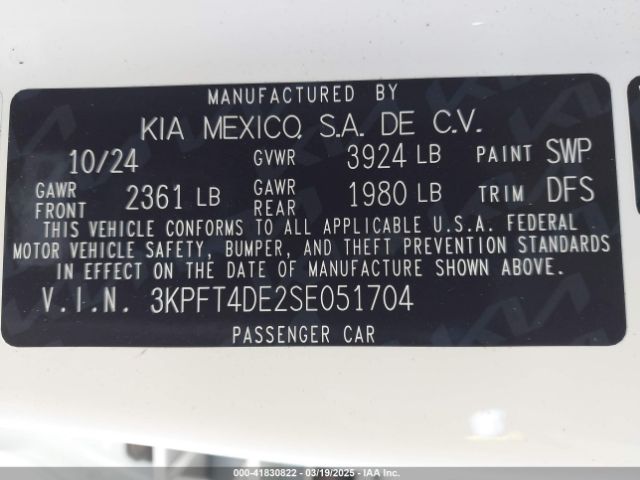 MANUFACTURED BY
KIA MEXICO, S.A. DE C.V.
10/24 GVWR 3924 LB PAINT SWP
GAWR FRONT 2361 LB GAWR REAR 1980 LB TRIM DFS
THIS VEHICLE CONFORMS TO ALL APPLICABLE U.S.A. FEDERAL
MOTOR VEHICLE SAFETY, BUMPER, AND THEFT PREVENTION STANDARDS
IN EFFECT ON THE DATE OF MANUFACTURE SHOWN ABOVE.
V.I.N. 3KPFT4DE2SE051704
PASSENGER CAR
000-41830822 - 03/19/2025 - IAA Inc.